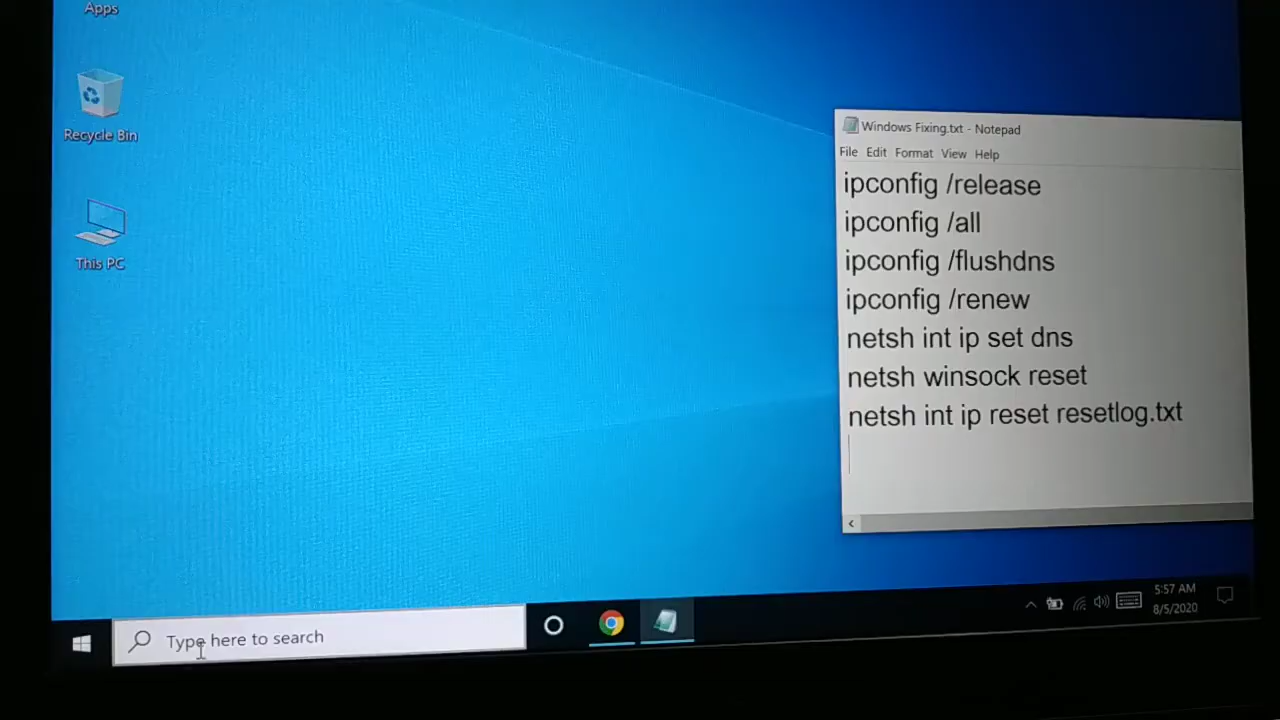 Apps
Recycle Bin
This PC
Windows Fixing.txt - Notepad
File Edit Format View Help
ipconfig /release
ipconfig /all
ipconfig /flushdns
ipconfig /renew
netsh int ip set dns
netsh winsock reset
netsh int ip reset resetlog.txt
Type here to search
5:57 AM
8/5/2020